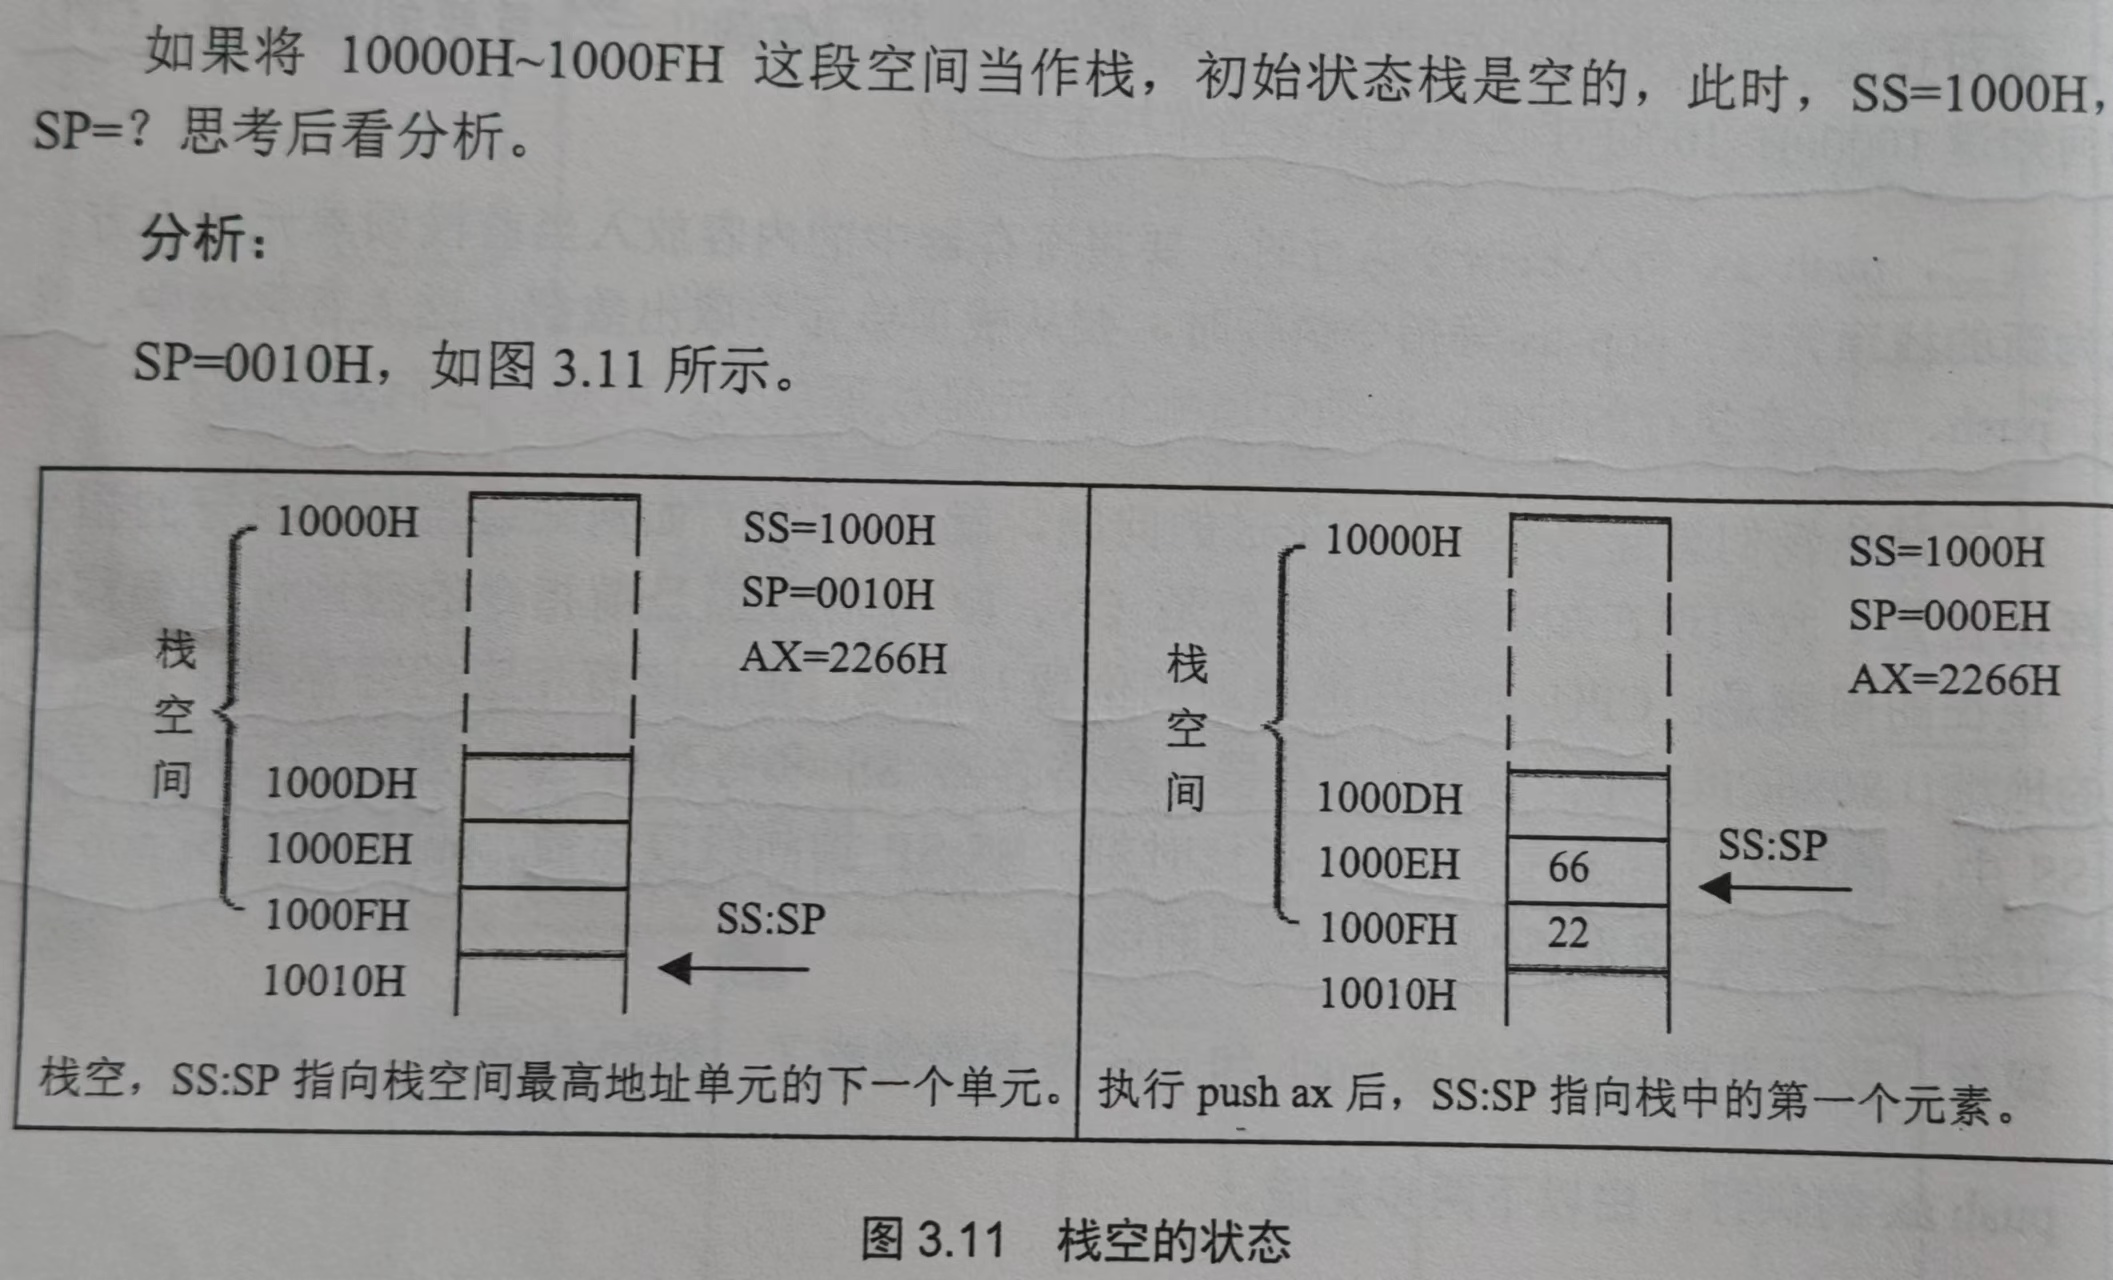 如果将 10000H~1000FH 这段空间当作栈，初始状态栈是空的，此时，SS=1000H，
SP=？思考后看分析。
分析：
SP=0010H，如图 3.11 所示。
栈空间
10000H
1000DH
1000EH
1000FH
10010H
SS=1000H
SP=0010H
AX=2266H
SS:SP
栈空，SS:SP 指向栈空间最高地址单元的下一个单元。
栈空间
10000H
1000DH
1000EH
66
1000FH
22
10010H
SS=1000H
SP=000EH
AX=2266H
SS:SP
执行 push ax 后，SS:SP 指向栈中的第一个元素。
图 3.11 栈空的状态